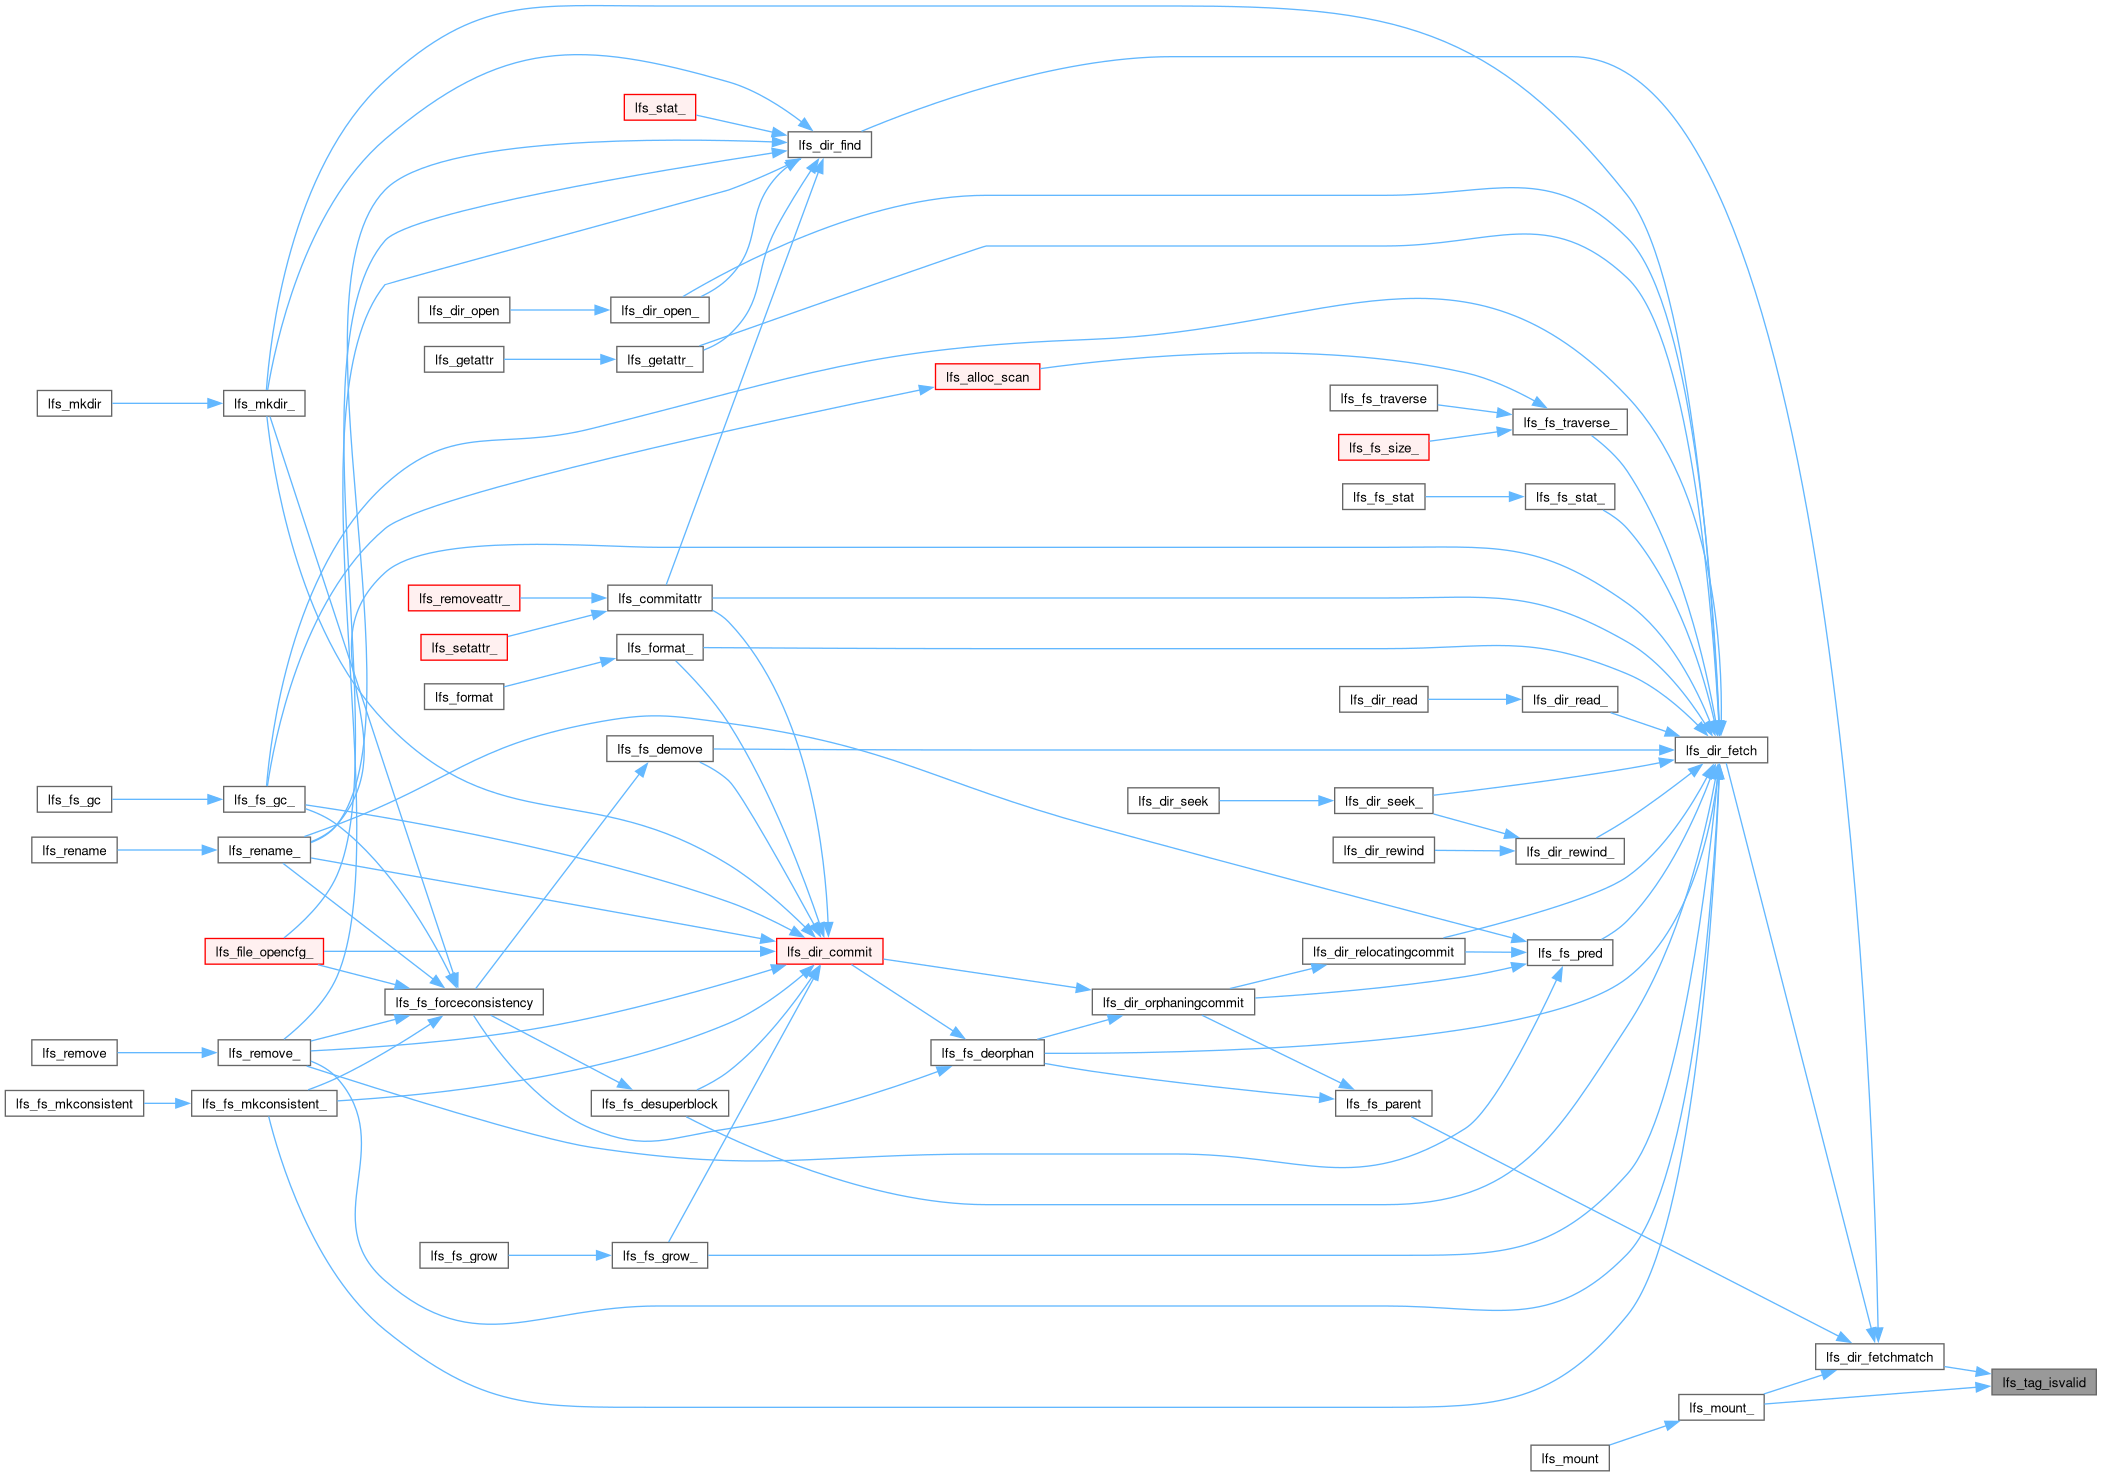 lfs_stat_
lfs_dir_find
lfs_dir_open
lfs_dir_open_
lfs_getattr
lfs_getattr_
lfs_alloc_scan
lfs_mkdir
lfs_mkdir_
lfs_fs_traverse
lfs_fs_traverse_
lfs_fs_size_
lfs_fs_stat
lfs_fs_stat_
lfs_removeattr_
lfs_commitattr
lfs_setattr_
lfs_format_
lfs_format
lfs_dir_read
lfs_dir_read_
lfs_fs_demove
lfs_dir_fetch
lfs_fs_gc
lfs_fs_gc_
lfs_dir_seek
lfs_dir_seek_
lfs_rename
lfs_rename_
lfs_dir_rewind
lfs_dir_rewind_
lfs_file_opencfg_
lfs_dir_commit
lfs_dir_relocatingcommit
lfs_fs_pred
lfs_fs_forceconsistency
lfs_dir_orphaningcommit
lfs_remove
lfs_remove_
lfs_fs_deorphan
lfs_fs_mkconsistent
lfs_fs_mkconsistent_
lfs_fs_desuperblock
lfs_fs_parent
lfs_fs_grow
lfs_fs_grow_
lfs_dir_fetchmatch
lfs_tag_isvalid
lfs_mount_
lfs_mount